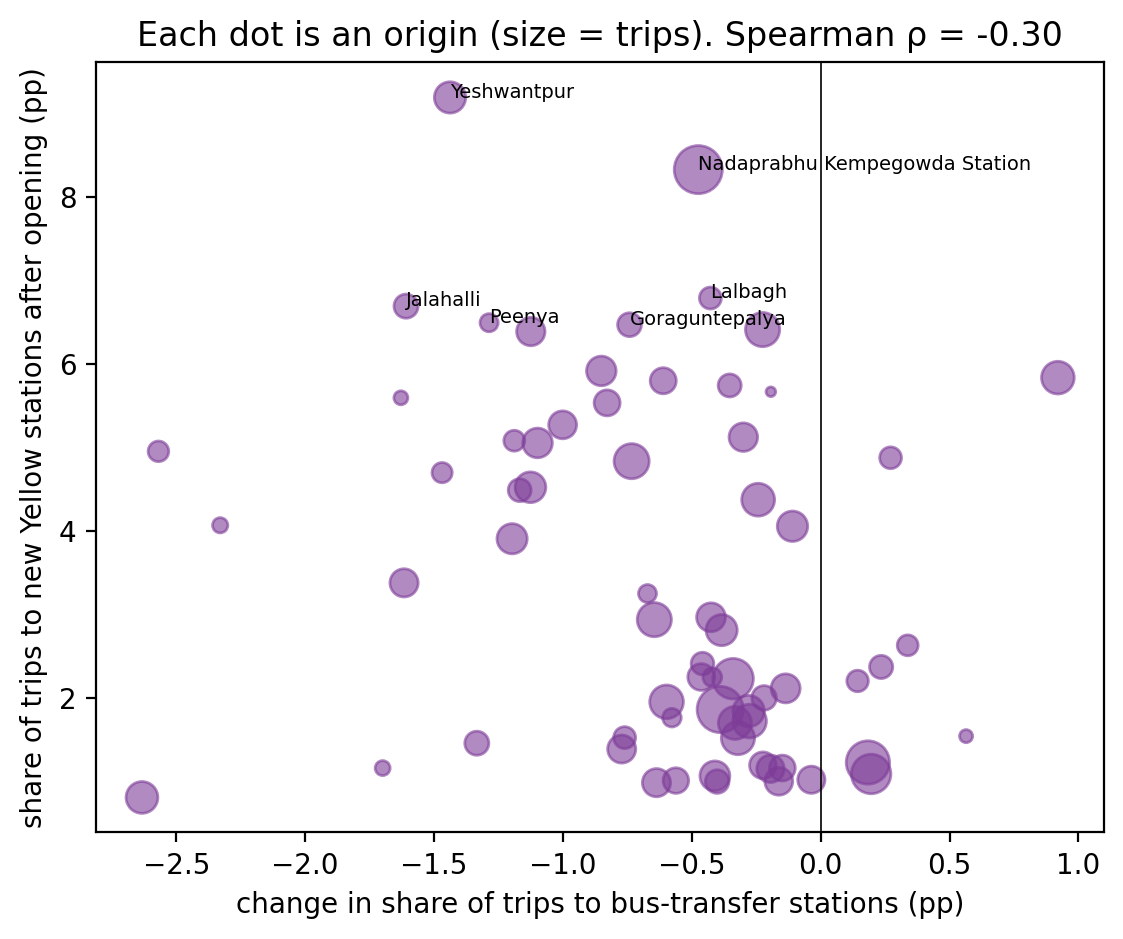 Each dot is an origin (size = trips). Spearman ρ = -0.30
share of trips to new Yellow stations after opening (pp)
8
6
4
2
Yeshwantpur
Nadaprabhu Kempegowda Station
Lalbagh
Jalahalli
Peenya
Goraguntepalya
−2.5 −2.0 −1.5 −1.0 −0.5 0.0 0.5 1.0
change in share of trips to bus-transfer stations (pp)